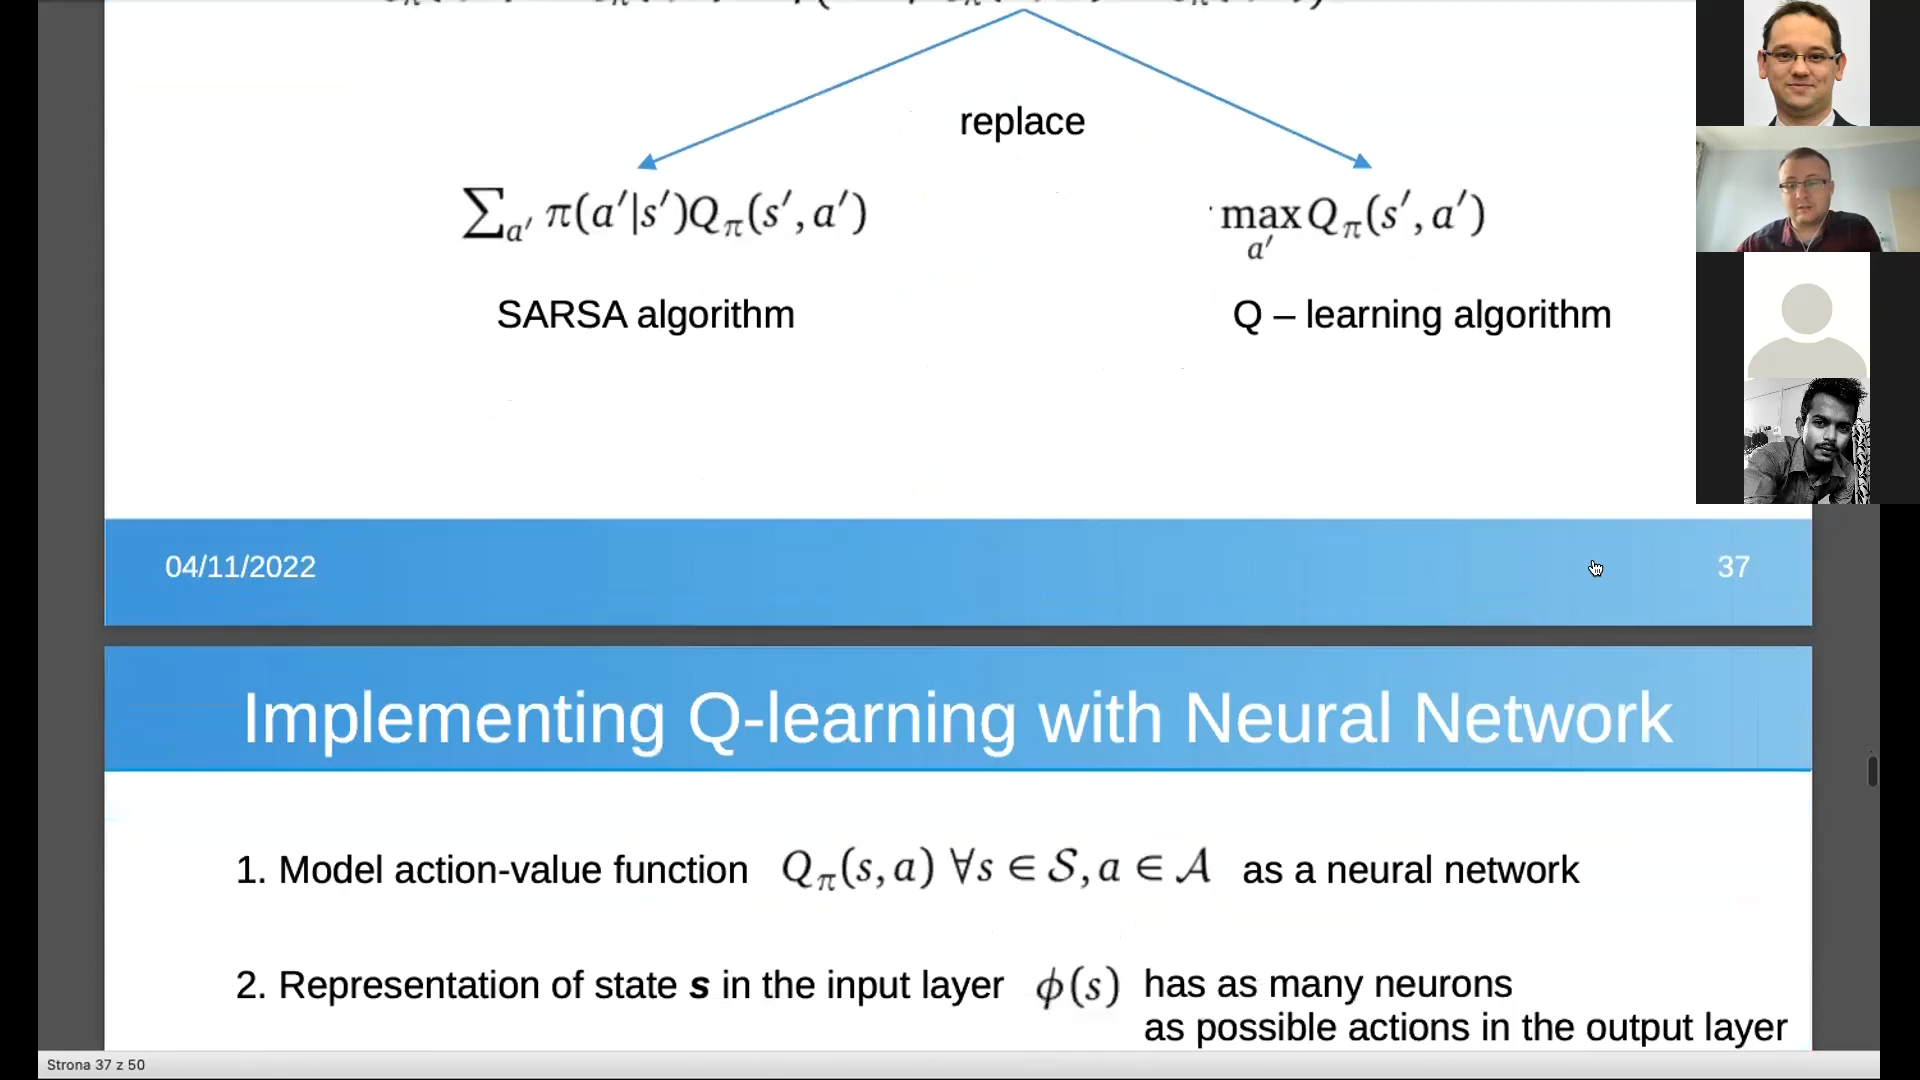 replace
∑a′ π(a′|s′)Qπ(s′, a′)
max Qπ(s′, a′)
a′
SARSA algorithm
Q – learning algorithm
04/11/2022
37
Implementing Q-learning with Neural Network
1. Model action-value function Qπ(s, a) ∀s ∈ 𝒮, a ∈ 𝒜 as a neural network
2. Representation of state s in the input layer ϕ(s) has as many neurons
as possible actions in the output layer
Strona 37 z 50